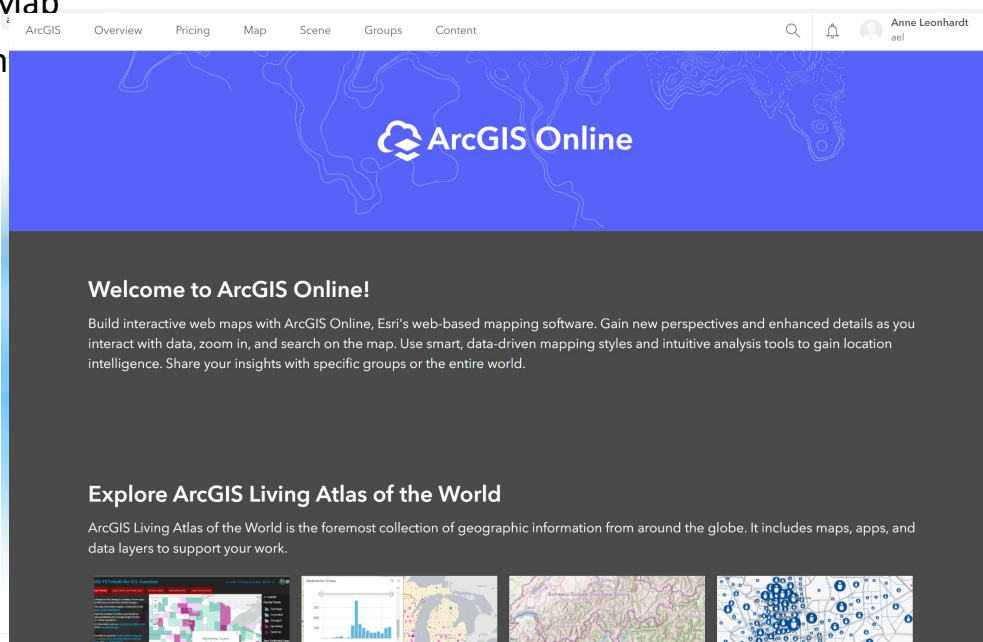 Map
ArcGIS Overview Pricing Map Scene Groups Content
Anne Leonhardt
ael
ArcGIS Online
Welcome to ArcGIS Online!
Build interactive web maps with ArcGIS Online, Esri's web-based mapping software. Gain new perspectives and enhanced details as you
interact with data, zoom in, and search on the map. Use smart, data-driven mapping styles and intuitive analysis tools to gain location
intelligence. Share your insights with specific groups or the entire world.
Explore ArcGIS Living Atlas of the World
ArcGIS Living Atlas of the World is the foremost collection of geographic information from around the globe. It includes maps, apps, and
data layers to support your work.
Trends for U.S. Counties